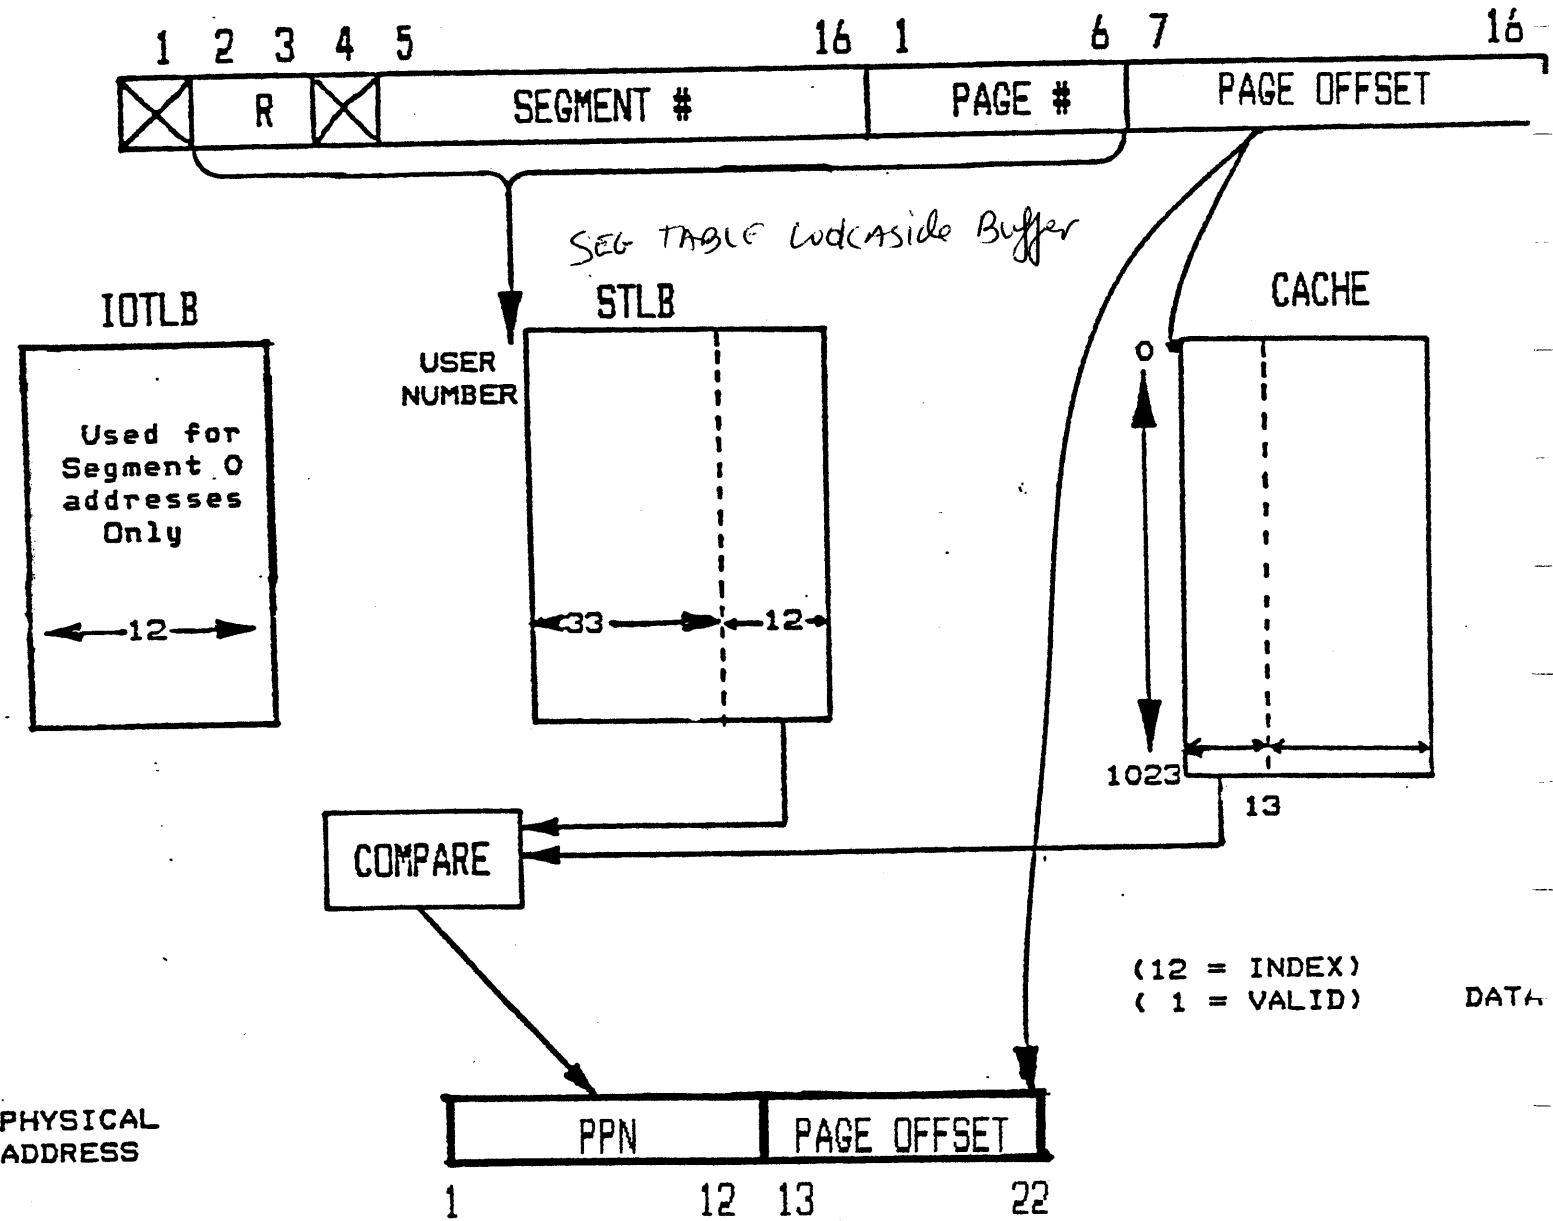 1 2 3 4 5 16 1 6 7 16
R SEGMENT # PAGE # PAGE OFFSET
SEG TABLE LookAside Buffer
IOTLB
STLB
CACHE
USER
NUMBER
0
Used for
Segment 0
addresses
Only
12
33 12
1023
13
COMPARE
(12 = INDEX)
( 1 = VALID)
DATA
PHYSICAL
ADDRESS
PPN PAGE OFFSET
1 12 13 22